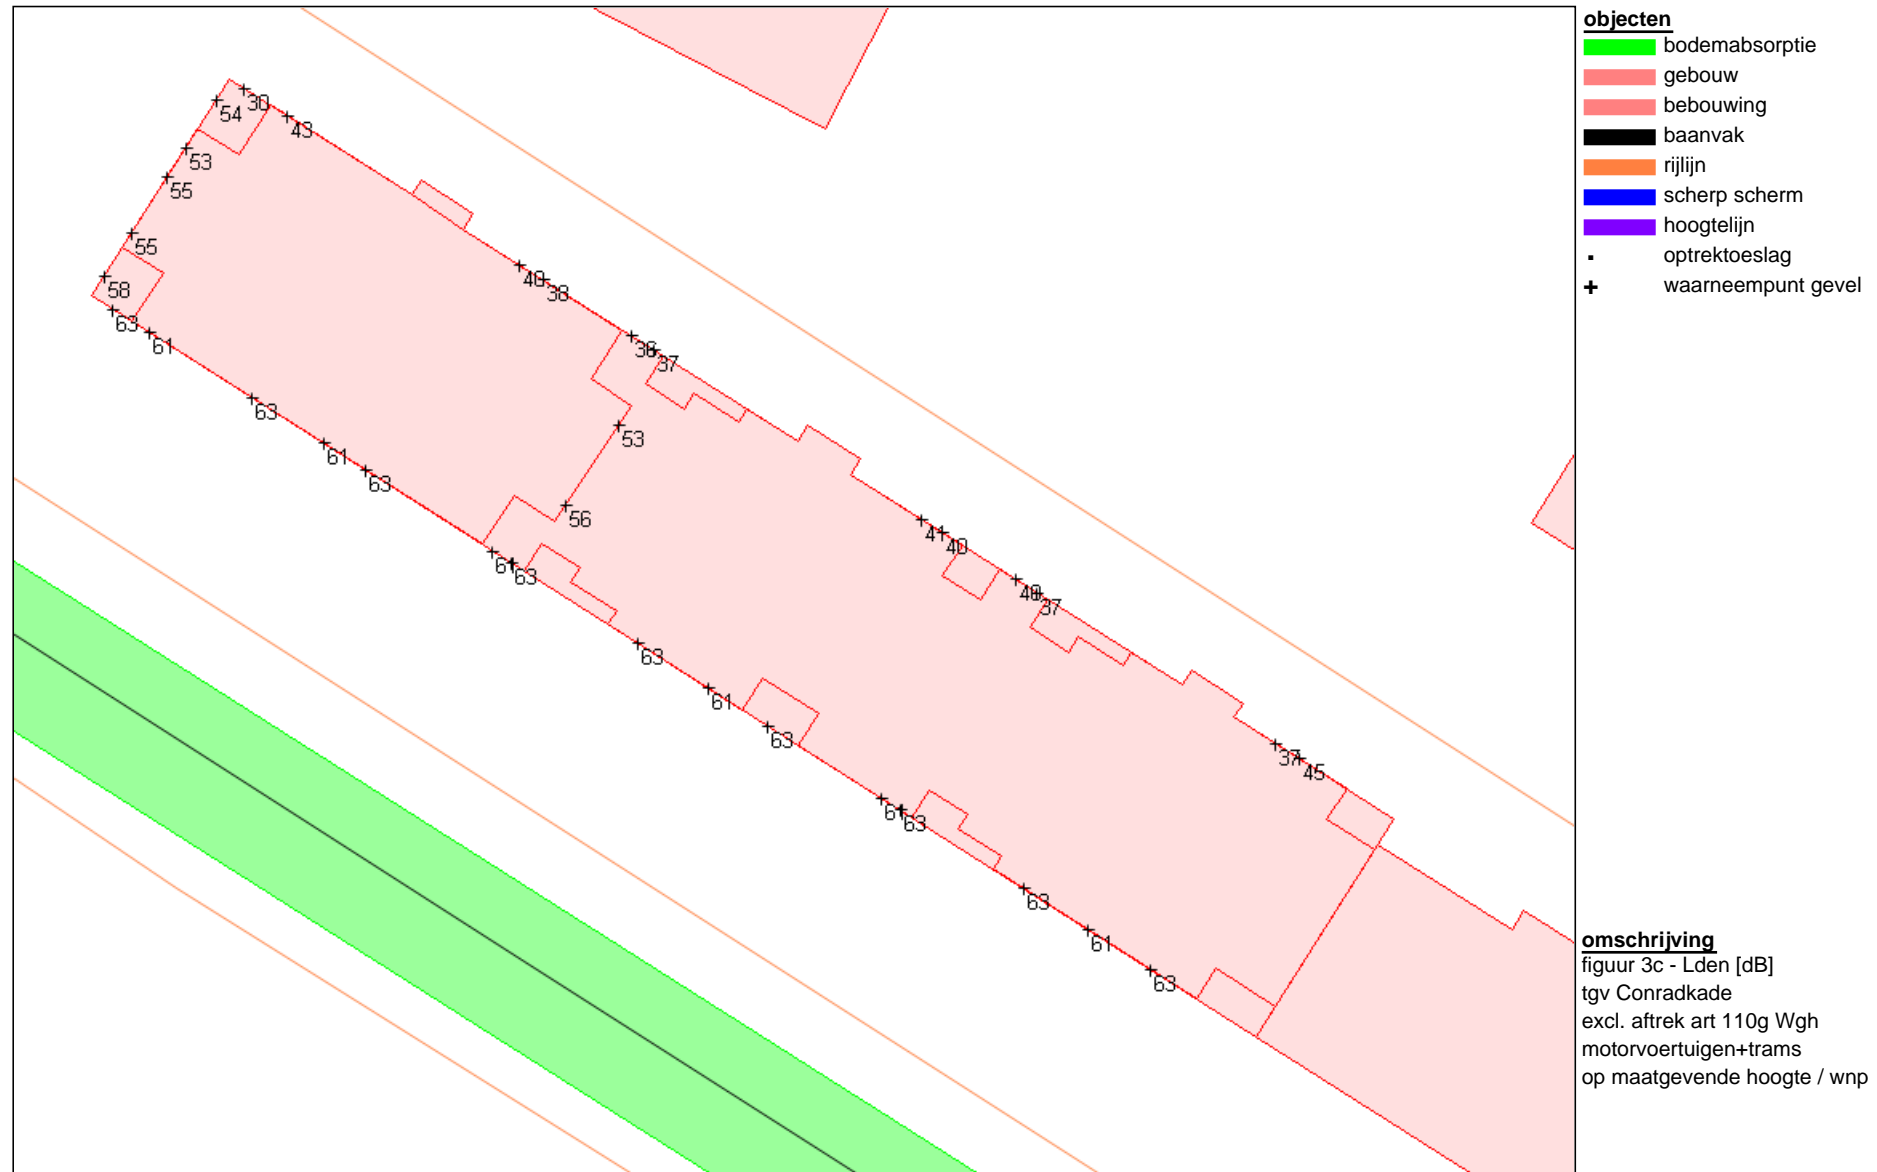 objecten
bodemabsorptie
gebouw
bebouwing
baanvak
rijlijn
scherp scherm
hoogtelijn
optrektoeslag
waarneempunt gevel
30
54
43
53
55
55
58
63
61
40
38
38
37
63
53
61
63
56
41
40
61
63
40
37
63
61
63
37
45
61
63
63
61
63
omschrijving
figuur 3c - Lden [dB]
tgv Conradkade
excl. aftrek art 110g Wgh
motorvoertuigen+trams
op maatgevende hoogte / wnp